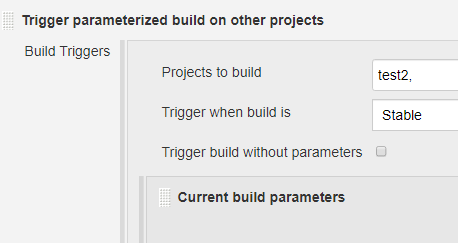 Trigger parameterized build on other projects
Build Triggers
Projects to build
test2,
Trigger when build is
Stable
Trigger build without parameters
Current build parameters